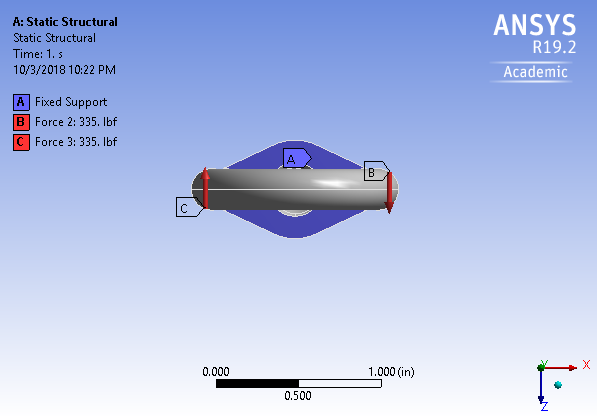 A: Static Structural
Static Structural
Time: 1. s
10/3/2018 10:22 PM
A Fixed Support
B Force 2: 335. lbf
C Force 3: 335. lbf
ANSYS
R19.2
Academic
A
B
C
0.000
1.000 (in)
0.500
Y
X
Z